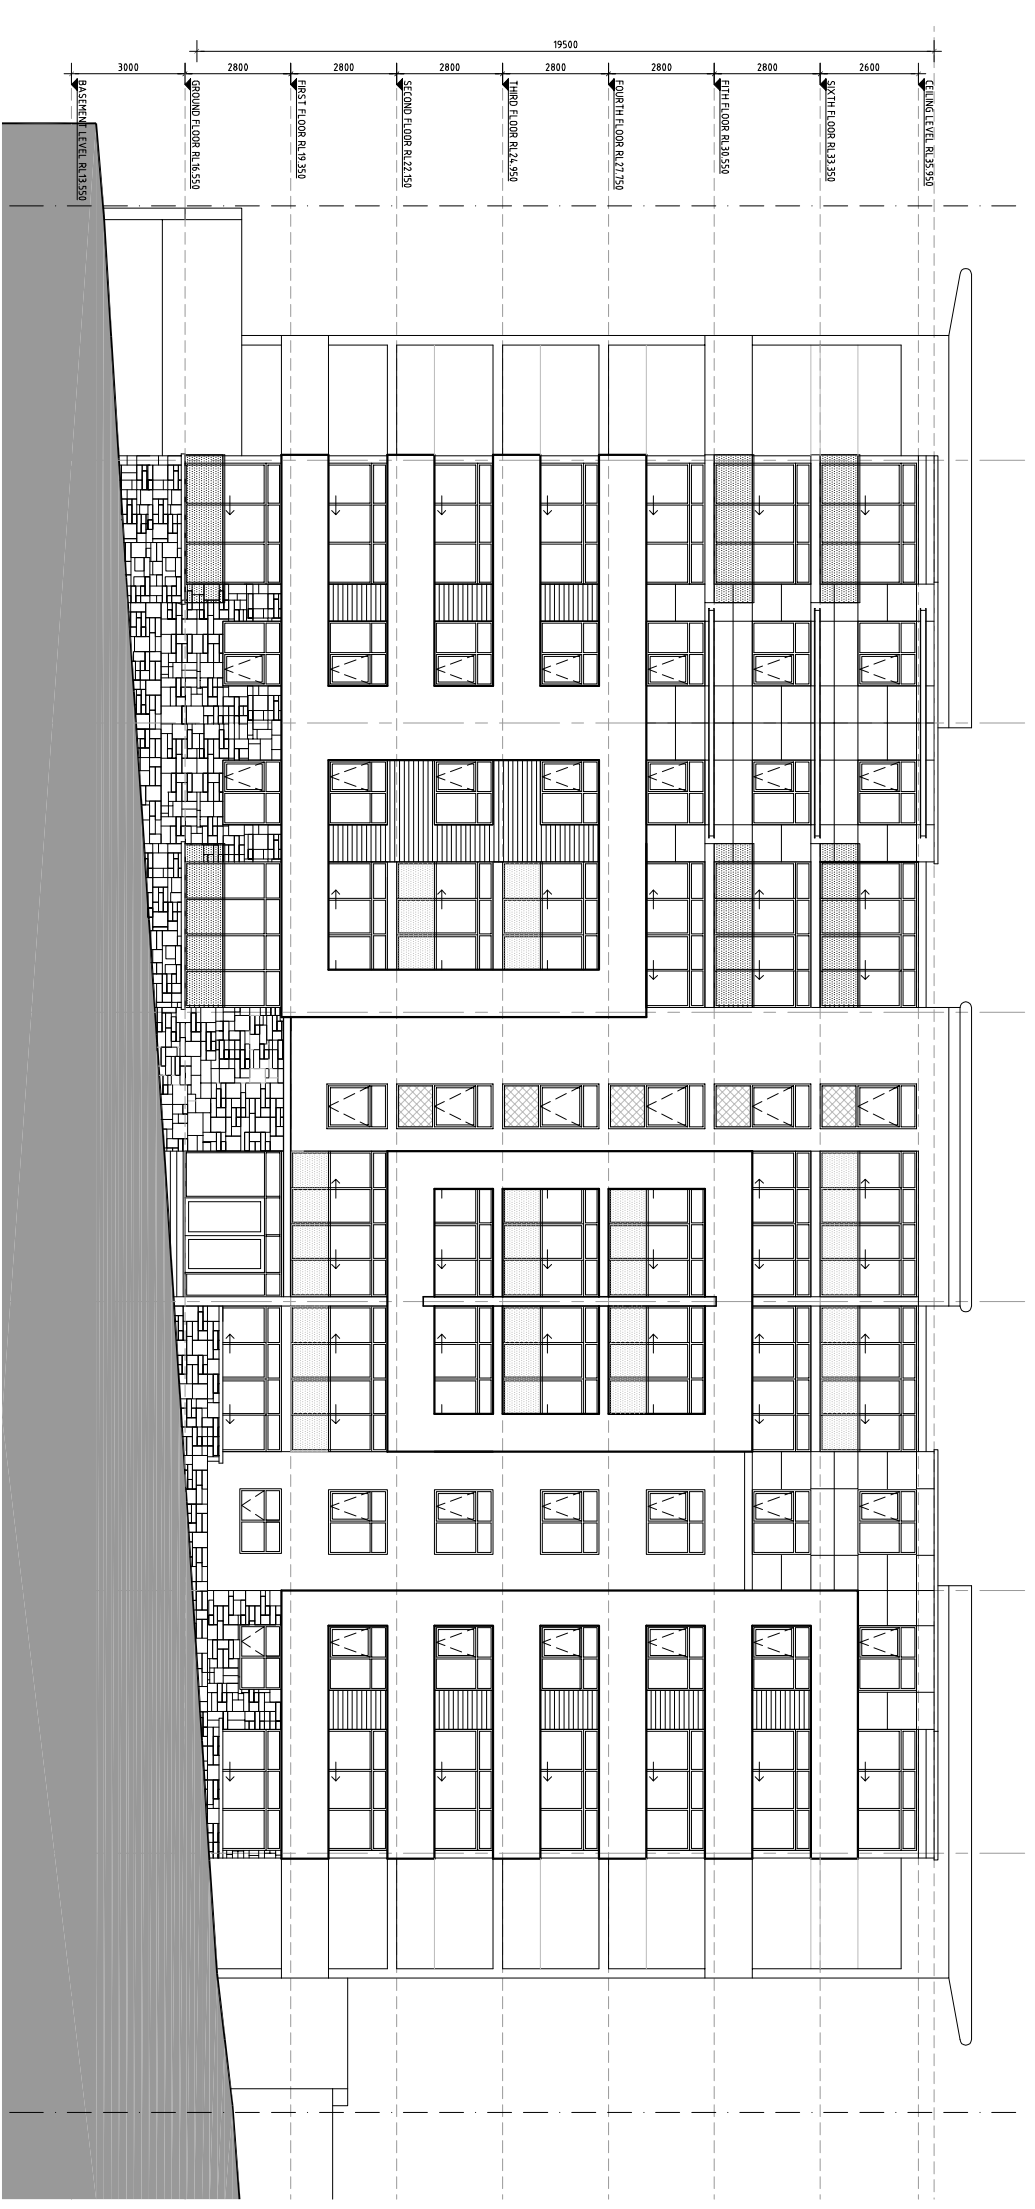 19500
3000
2800
2800
2800
2800
2800
2800
2600
BASEMENT LEVEL RL13.550
GROUND FLOOR RL16.550
FIRST FLOOR RL19.350
SECOND FLOOR RL22.150
THIRD FLOOR RL24.950
FOURTH FLOOR RL27.750
FITH FLOOR RL30.550
SIXTH FLOOR RL33.350
CEILING LEVEL RL35.950